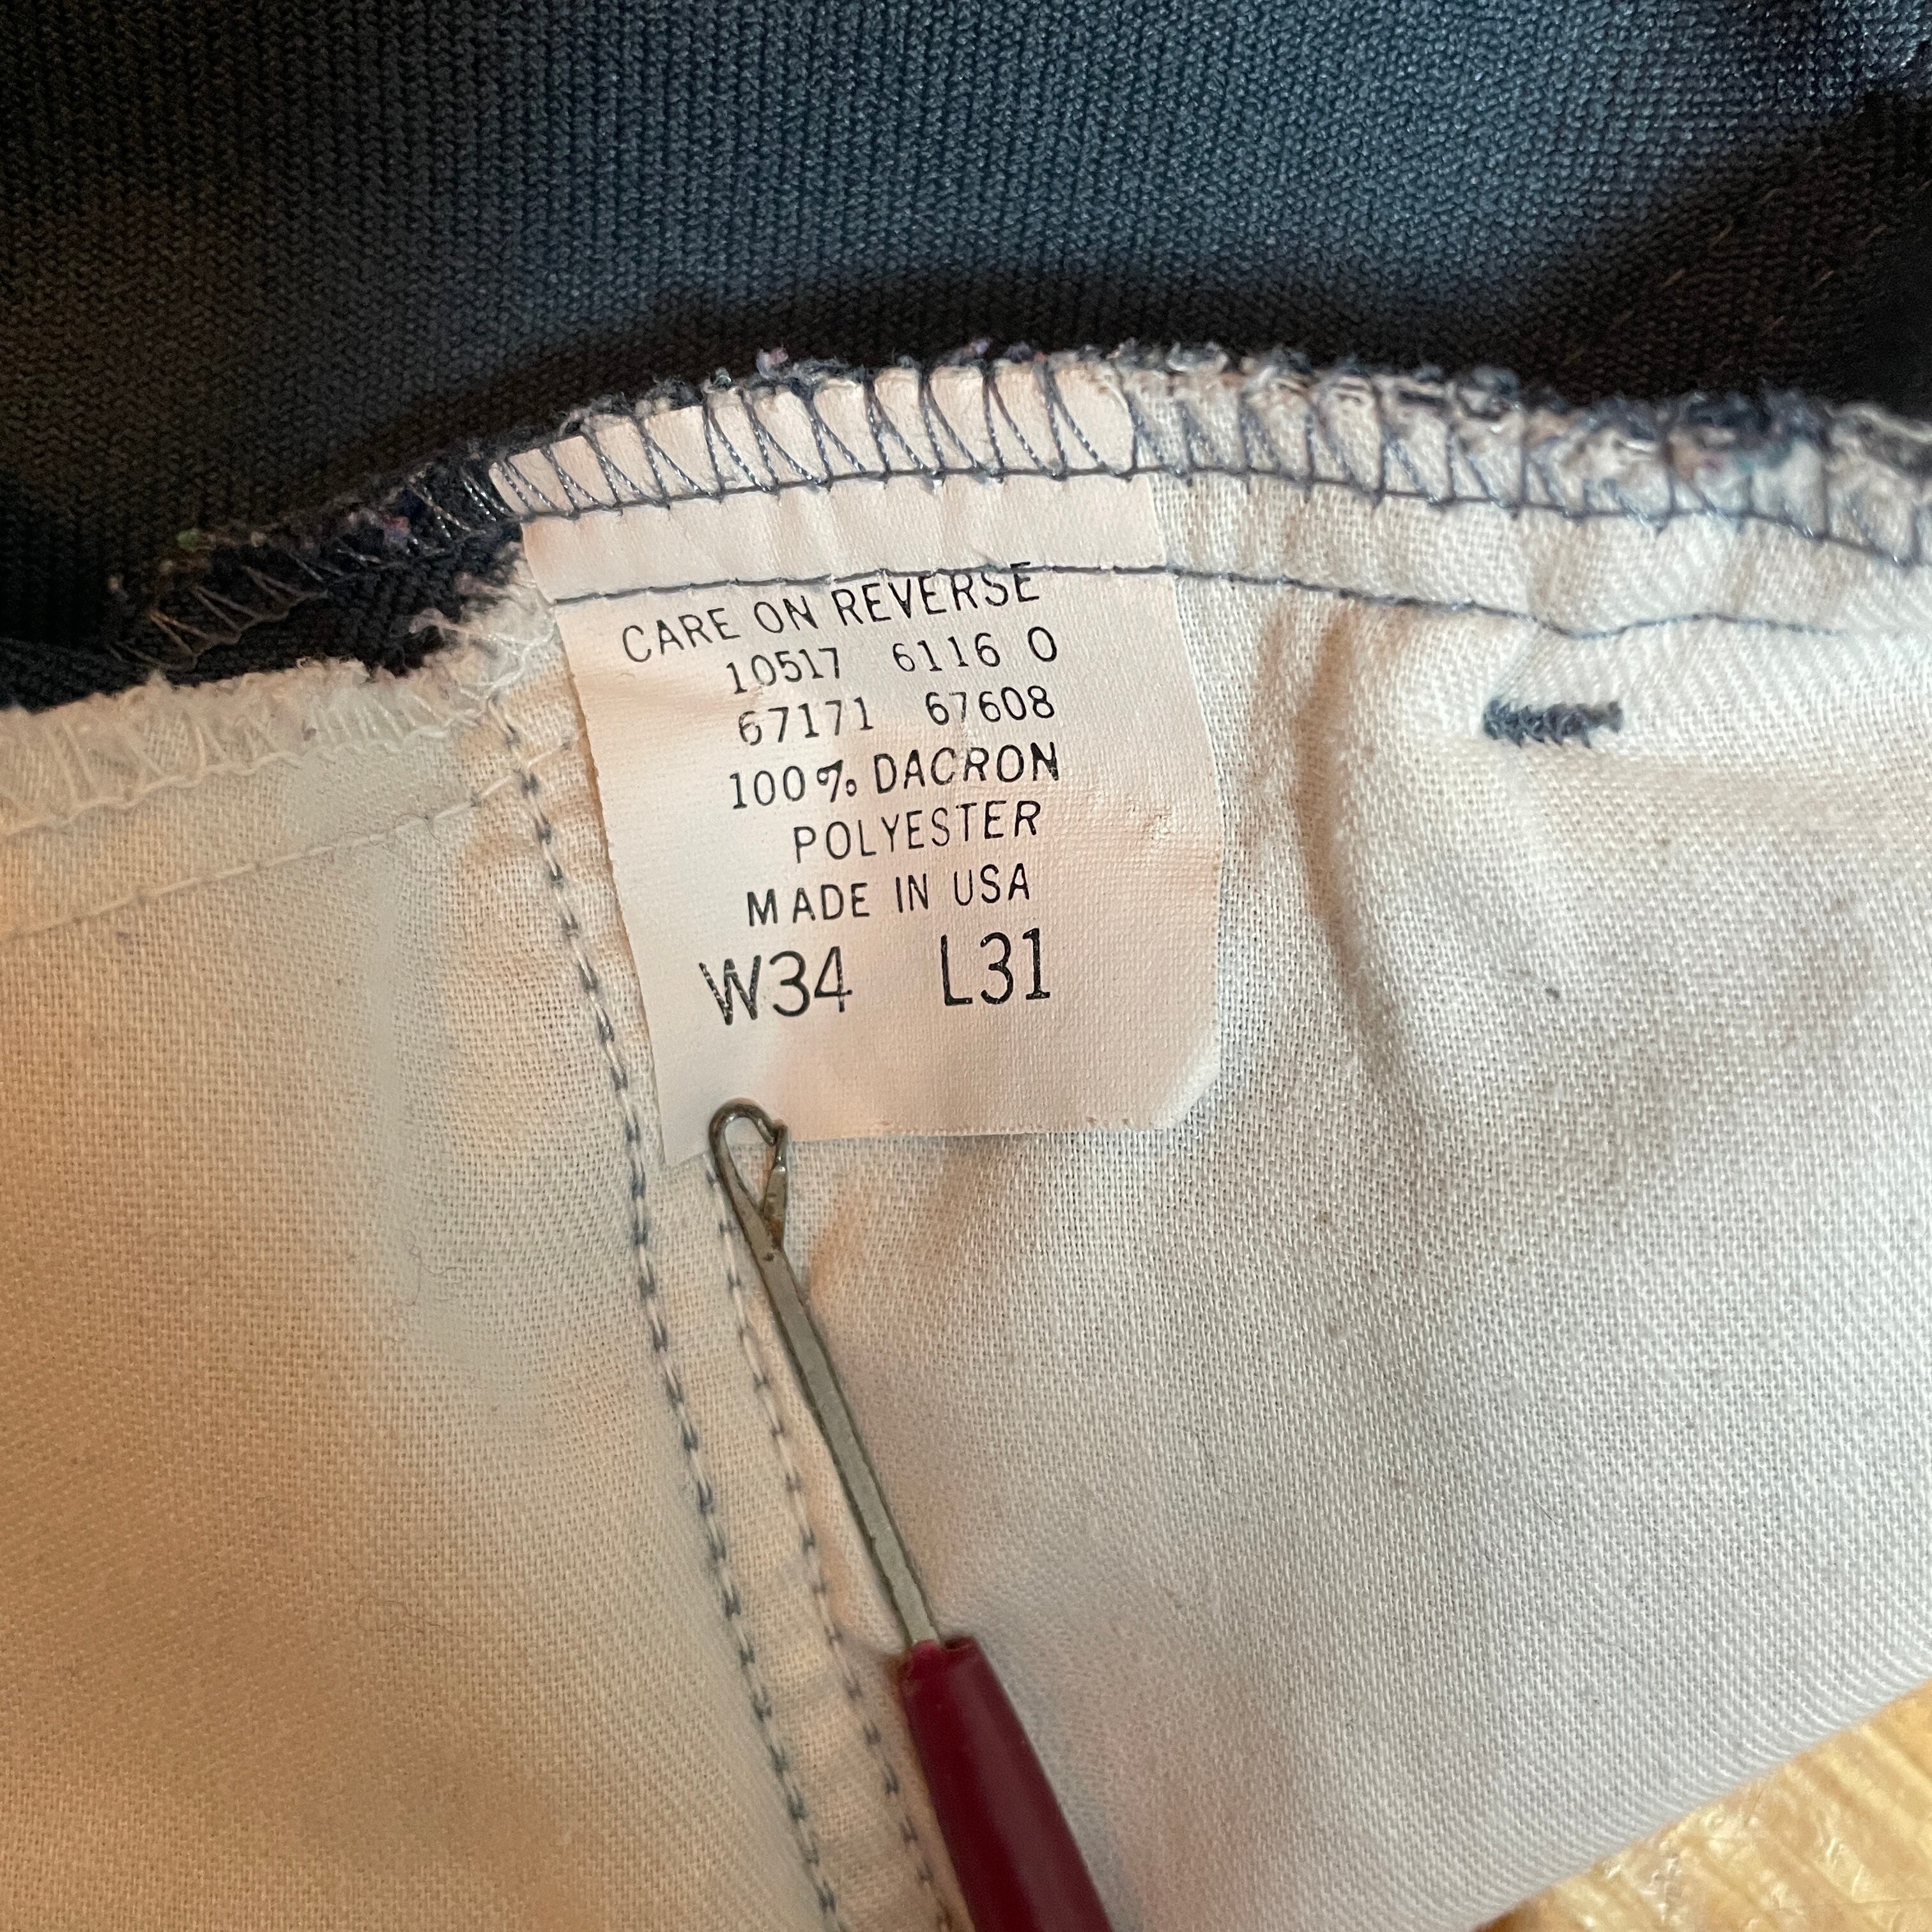 CARE ON REVERSE
10517 6116 0
67171 67608
100% DACRON
POLYESTER
MADE IN USA
W34 L31